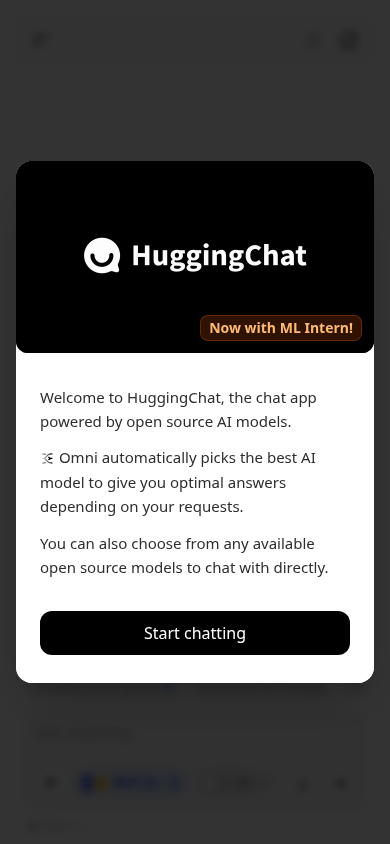 HuggingChat
Now with ML Intern!
Welcome to HuggingChat, the chat app
powered by open source AI models.
Omni automatically picks the best AI
model to give you optimal answers
depending on your requests.
You can also choose from any available
open source models to chat with directly.
Start chatting